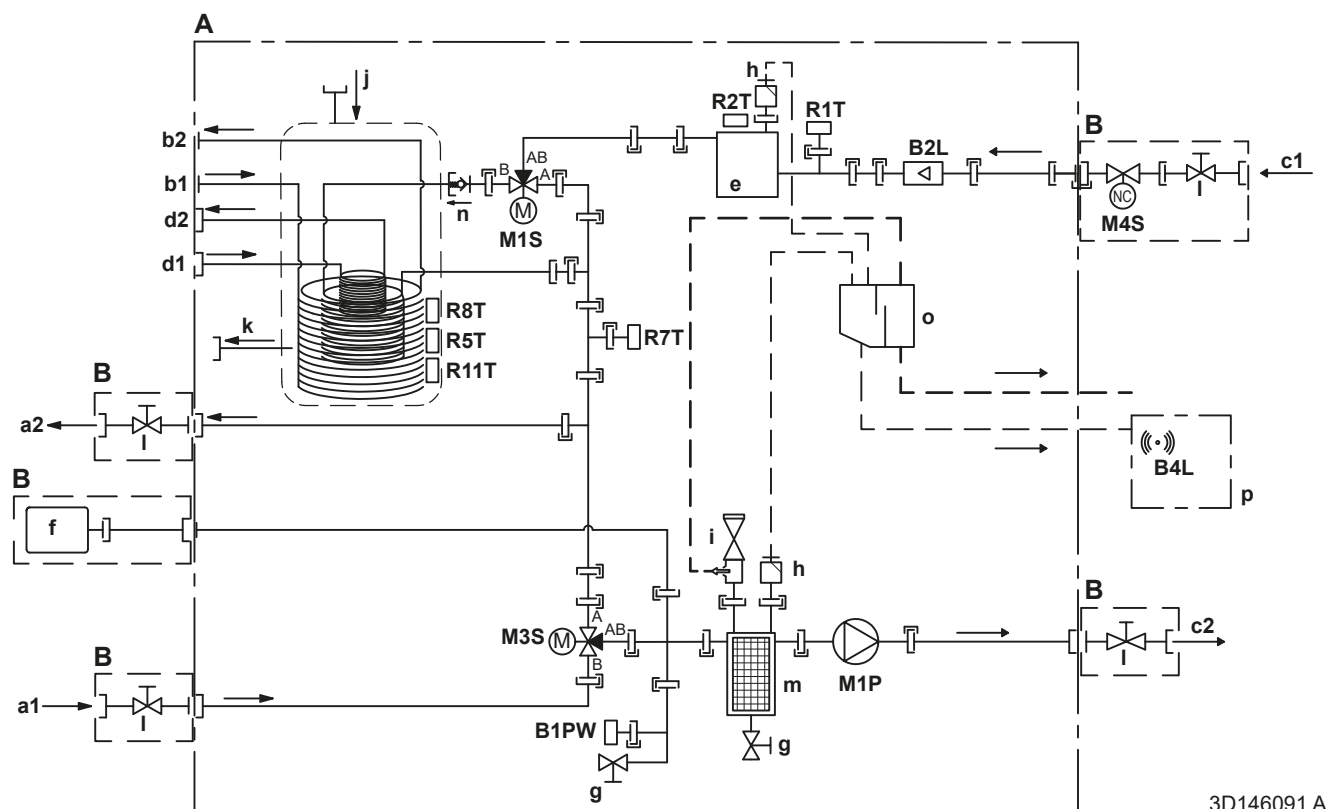 A
j
h
R2T
R1T
B2L
B
c1
b2
b1
d2
d1
AB
B
A
M
M1S
n
e
NC
M4S
l
k
R8T
R5T
R11T
R7T
o
B
a2
l
B4L
p
B
f
i
h
B
M3S
M
A
AB
B
c2
l
B
a1
l
m
M1P
B1PW
g
g
3D146091 A